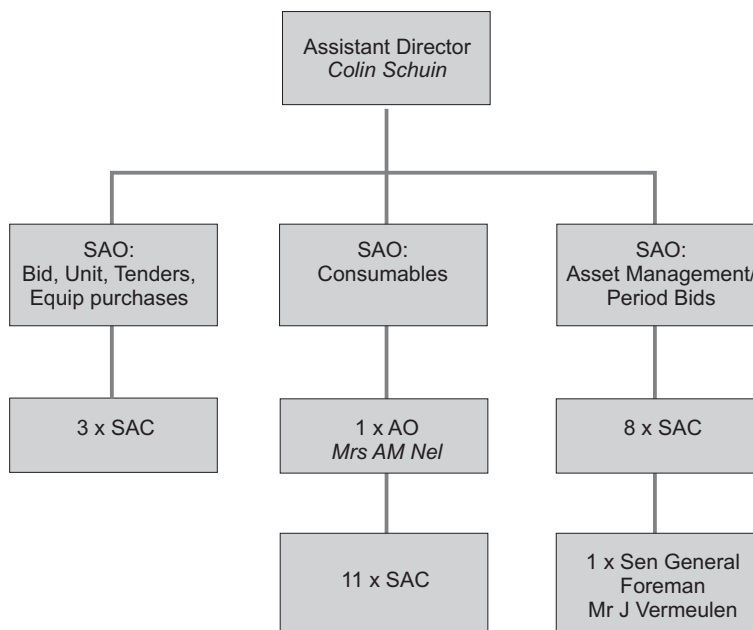 Assistant Director
Colin Schuin
SAO:
Bid, Unit, Tenders,
Equip purchases
SAO:
Consumables
SAO:
Asset Management/
Period Bids
3 x SAC
1 x AO
Mrs AM Nel
8 x SAC
11 x SAC
1 x Sen General
Foreman
Mr J Vermeulen